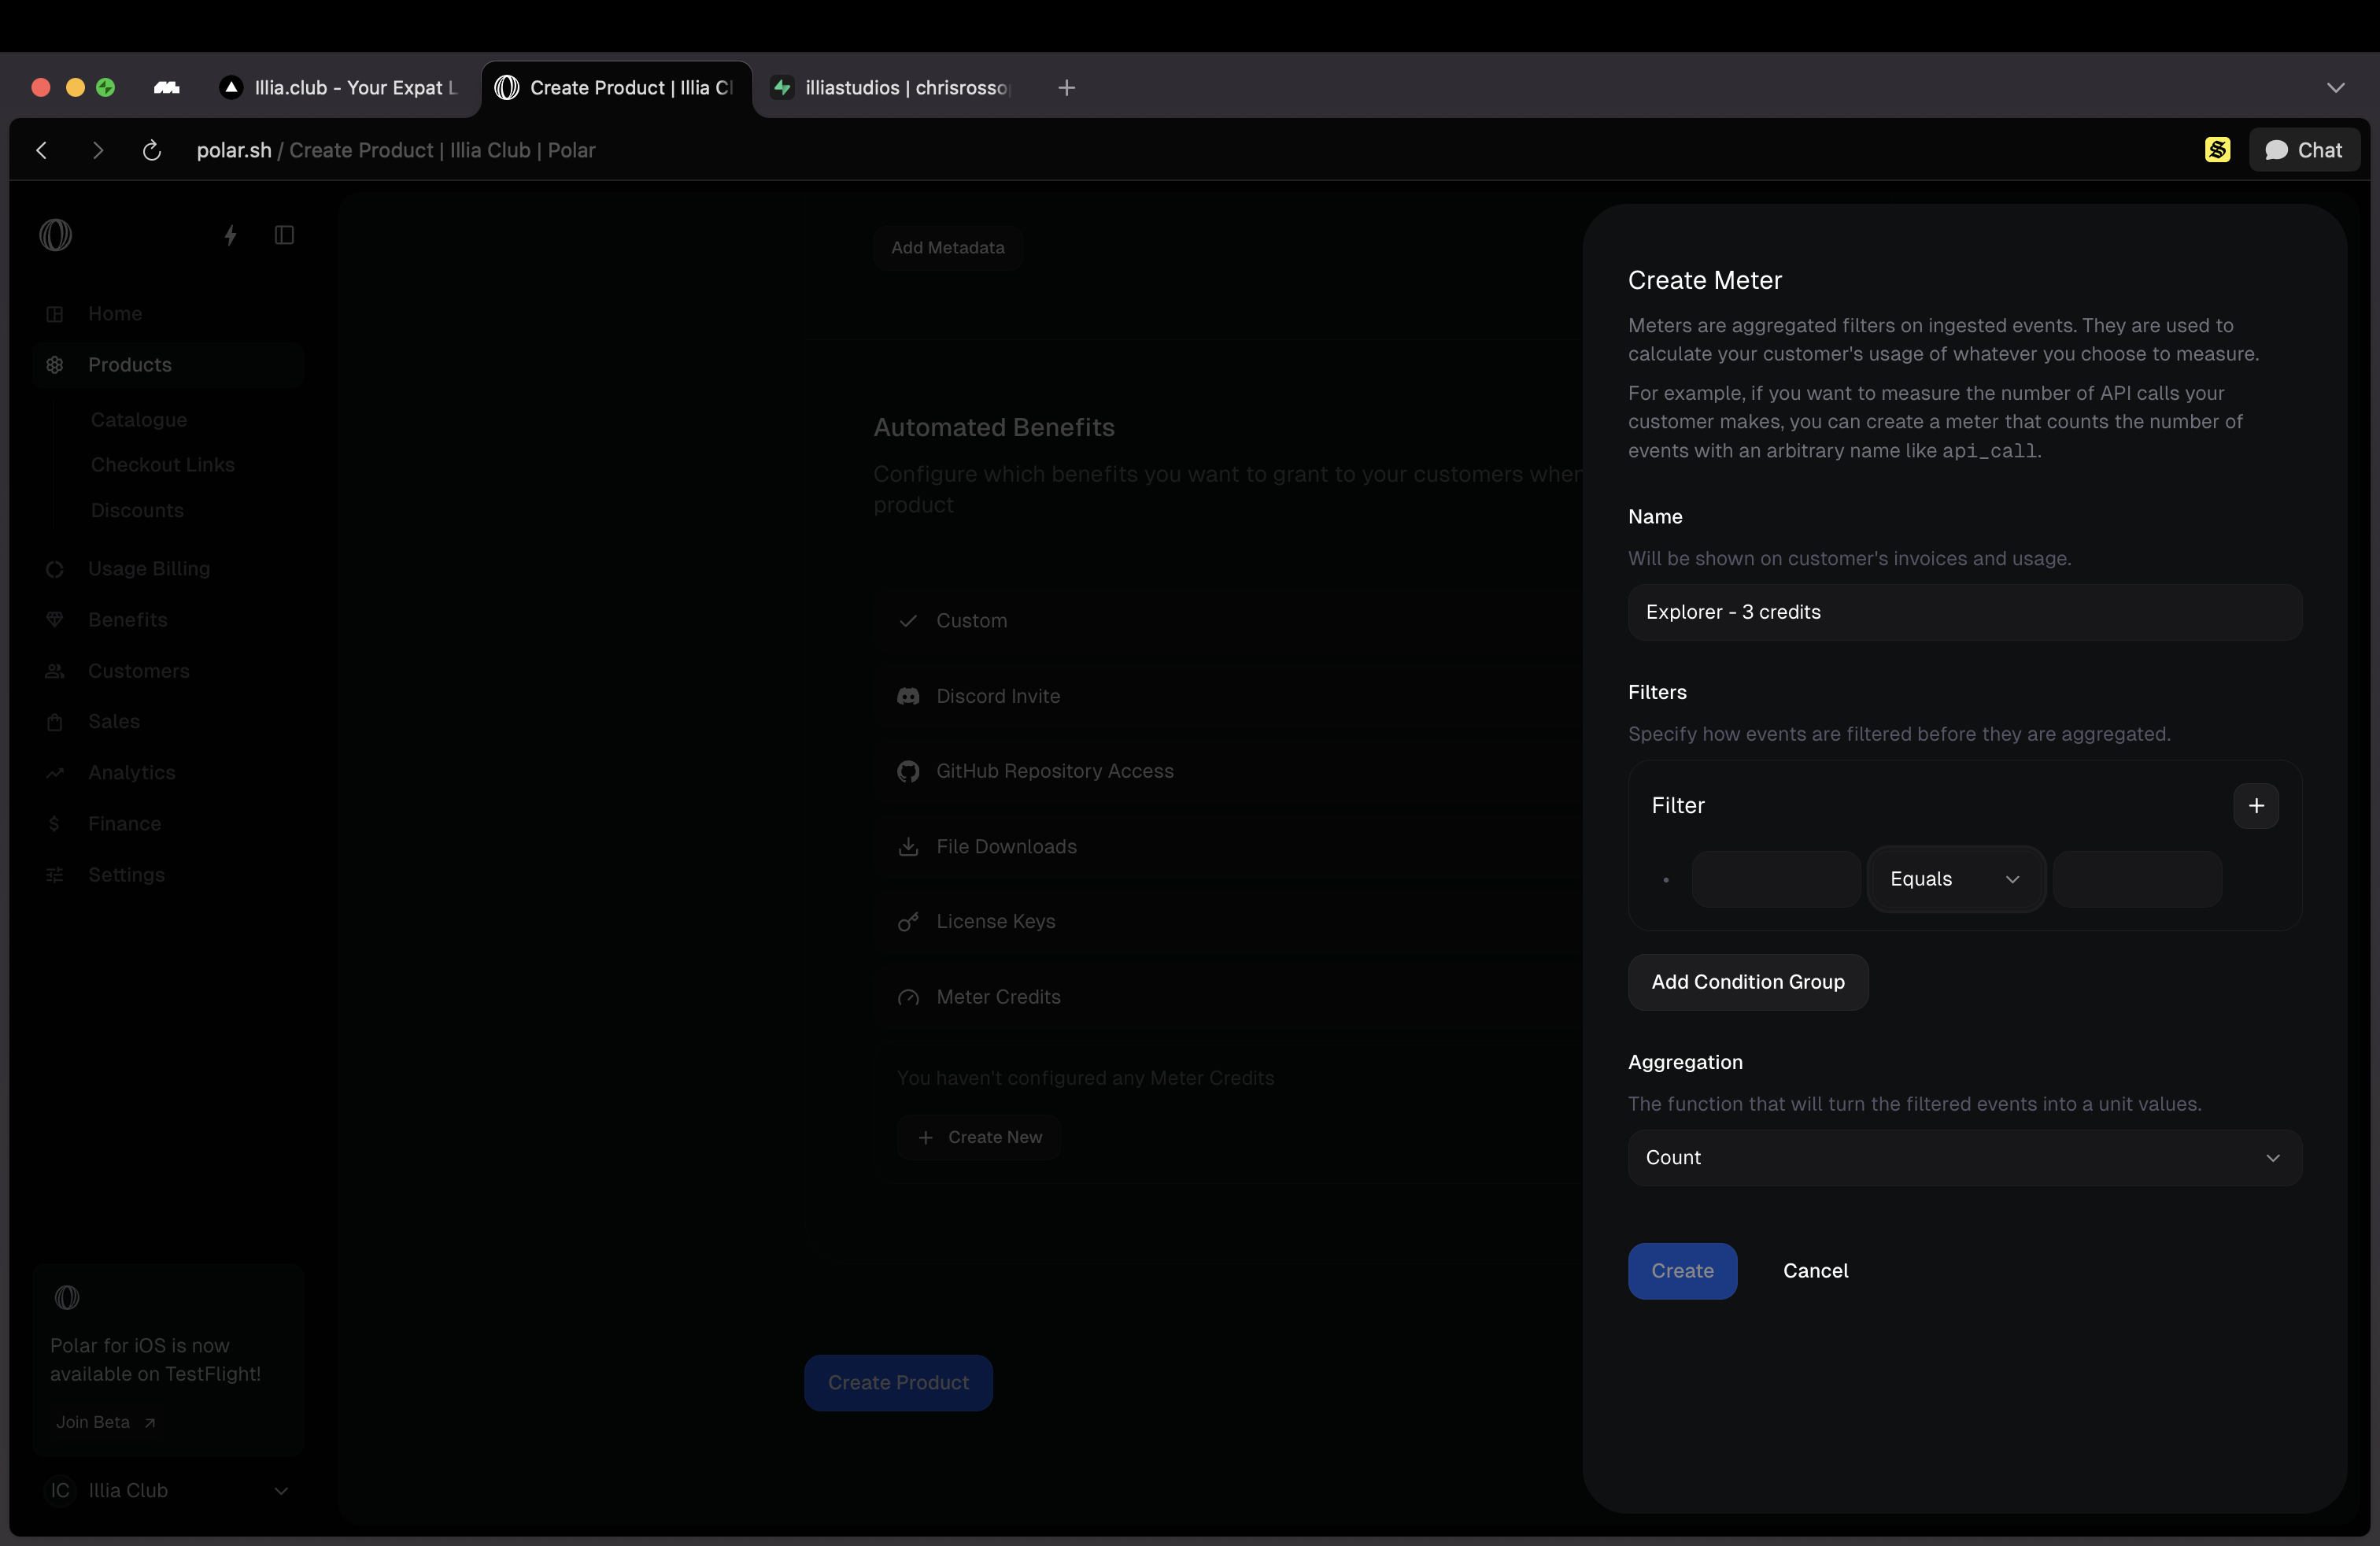 Illia.club - Your Expat L
Create Product | Illia Cl
illiastudios | chrisrosso
polar.sh / Create Product | Illia Club | Polar
Chat
Home
Products
Catalogue
Checkout Links
Discounts
Usage Billing
Benefits
Customers
Sales
Analytics
Finance
Settings
Polar for iOS is now
available on TestFlight!
Join Beta
IC Illia Club
Add Metadata
Automated Benefits
Configure which benefits you want to grant to your customers when
product
Custom
Discord Invite
GitHub Repository Access
File Downloads
License Keys
Meter Credits
You haven't configured any Meter Credits
Create New
Create Product
Create Meter
Meters are aggregated filters on ingested events. They are used to
calculate your customer's usage of whatever you choose to measure.
For example, if you want to measure the number of API calls your
customer makes, you can create a meter that counts the number of
events with an arbitrary name like api_call.
Name
Will be shown on customer's invoices and usage.
Explorer - 3 credits
Filters
Specify how events are filtered before they are aggregated.
Filter
Equals
Add Condition Group
Aggregation
The function that will turn the filtered events into a unit values.
Count
Create
Cancel